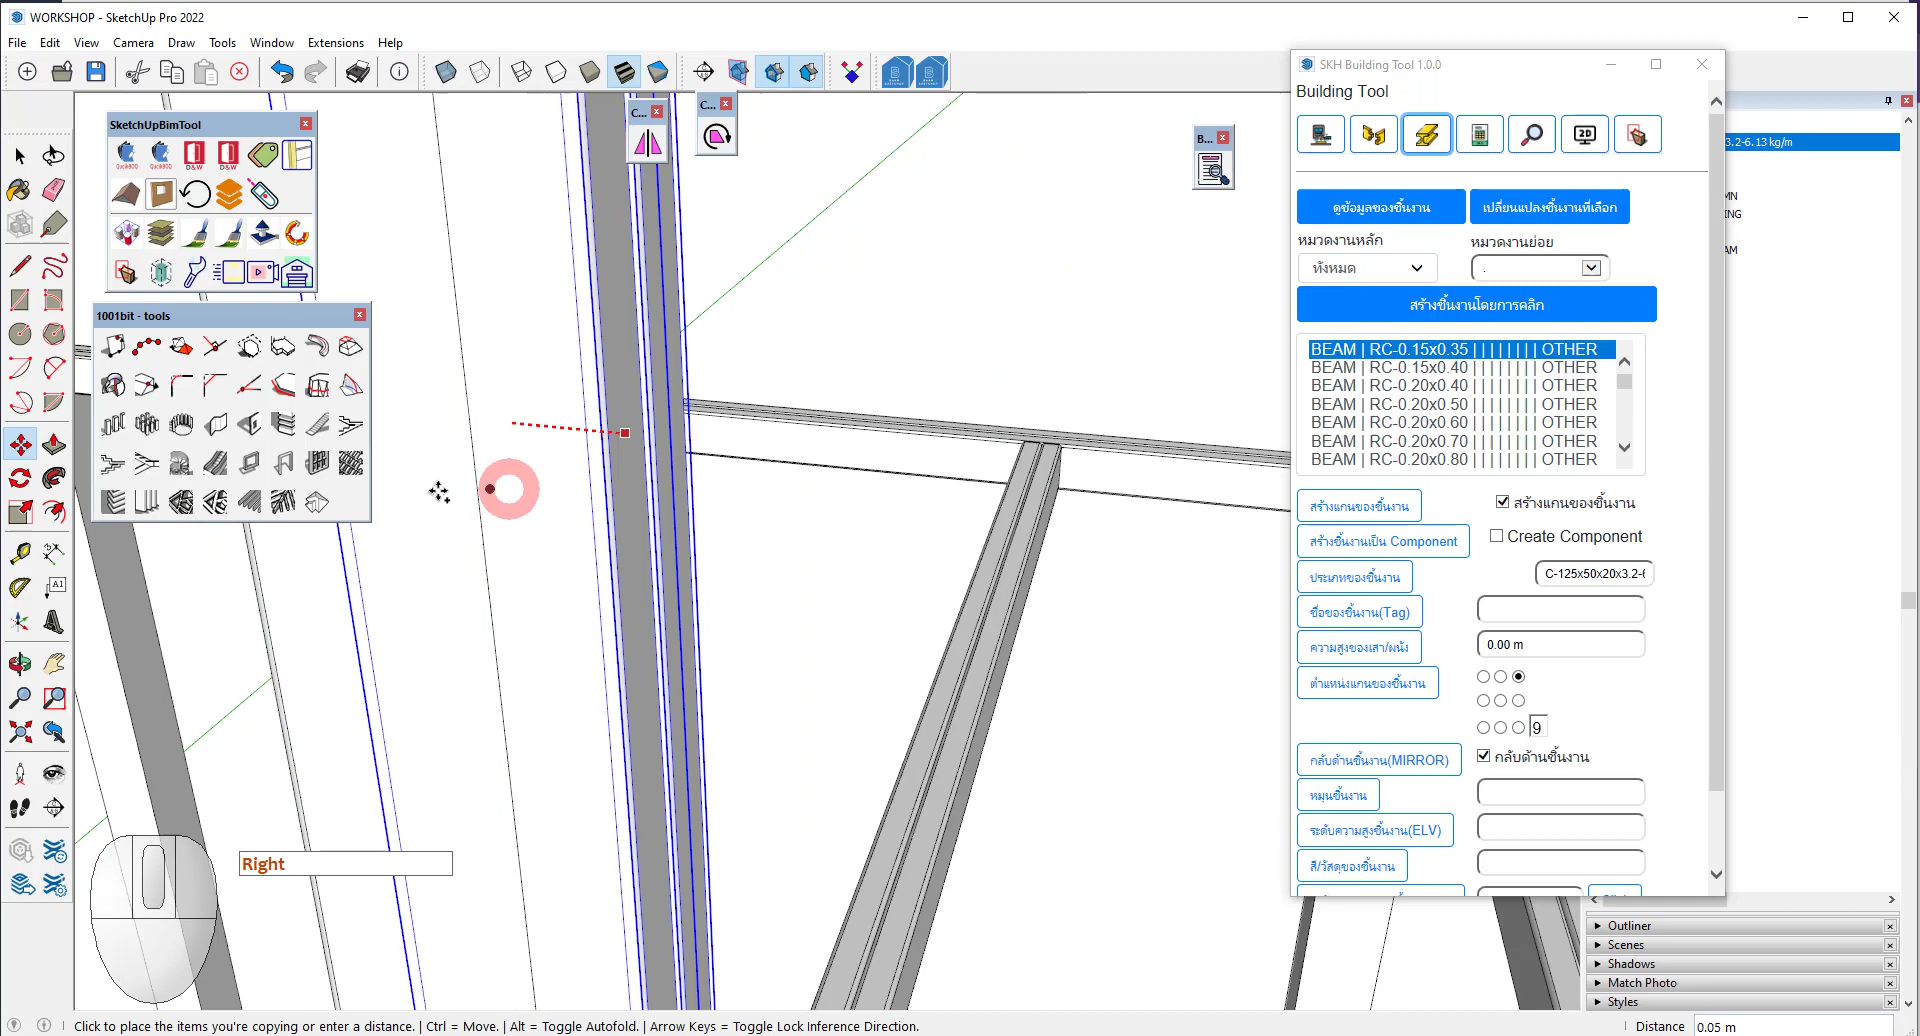 WORKSHOP - SketchUp Pro 2022
File Edit View Camera Draw Tools Window Extensions Help
SKH Building Tool 1.0.0
Building Tool
SketchUpBimTool
C...
C...
B...
D&W
D&W
3.2-6.13 kg/m
MN
NG
AM
ดูข้อมูลของชิ้นงาน
เปลี่ยนแปลงชิ้นงานที่เลือก
หมวดงานหลัก
หมวดงานย่อย
ทั้งหมด
.
สร้างชิ้นงานโดยการคลิก
1001bit - tools
BEAM | RC-0.15x0.35 | | | | | | | | OTHER
BEAM | RC-0.15x0.40 | | | | | | | | OTHER
BEAM | RC-0.20x0.40 | | | | | | | | OTHER
BEAM | RC-0.20x0.50 | | | | | | | | OTHER
BEAM | RC-0.20x0.60 | | | | | | | | OTHER
BEAM | RC-0.20x0.70 | | | | | | | | OTHER
BEAM | RC-0.20x0.80 | | | | | | | | OTHER
สร้างแกนของชิ้นงาน
สร้างแกนของชิ้นงาน
สร้างชิ้นงานเป็น Component
Create Component
ประเภทของชิ้นงาน
C-125x50x20x3.2-6
ชื่อของชิ้นงาน(Tag)
ความสูงของเสา/ผนัง
0.00 m
ตำแหน่งแกนของชิ้นงาน
9
กลับด้านชิ้นงาน(MIRROR)
กลับด้านชิ้นงาน
หมุนชิ้นงาน
ระดับความสูงชิ้นงาน(ELV)
สี/วัสดุของชิ้นงาน
A1
2D
Right
Outliner
Scenes
Shadows
Match Photo
Styles
Click to place the items you're copying or enter a distance. | Ctrl = Move. | Alt = Toggle Autofold. | Arrow Keys = Toggle Lock Inference Direction.
Distance
0.05 m